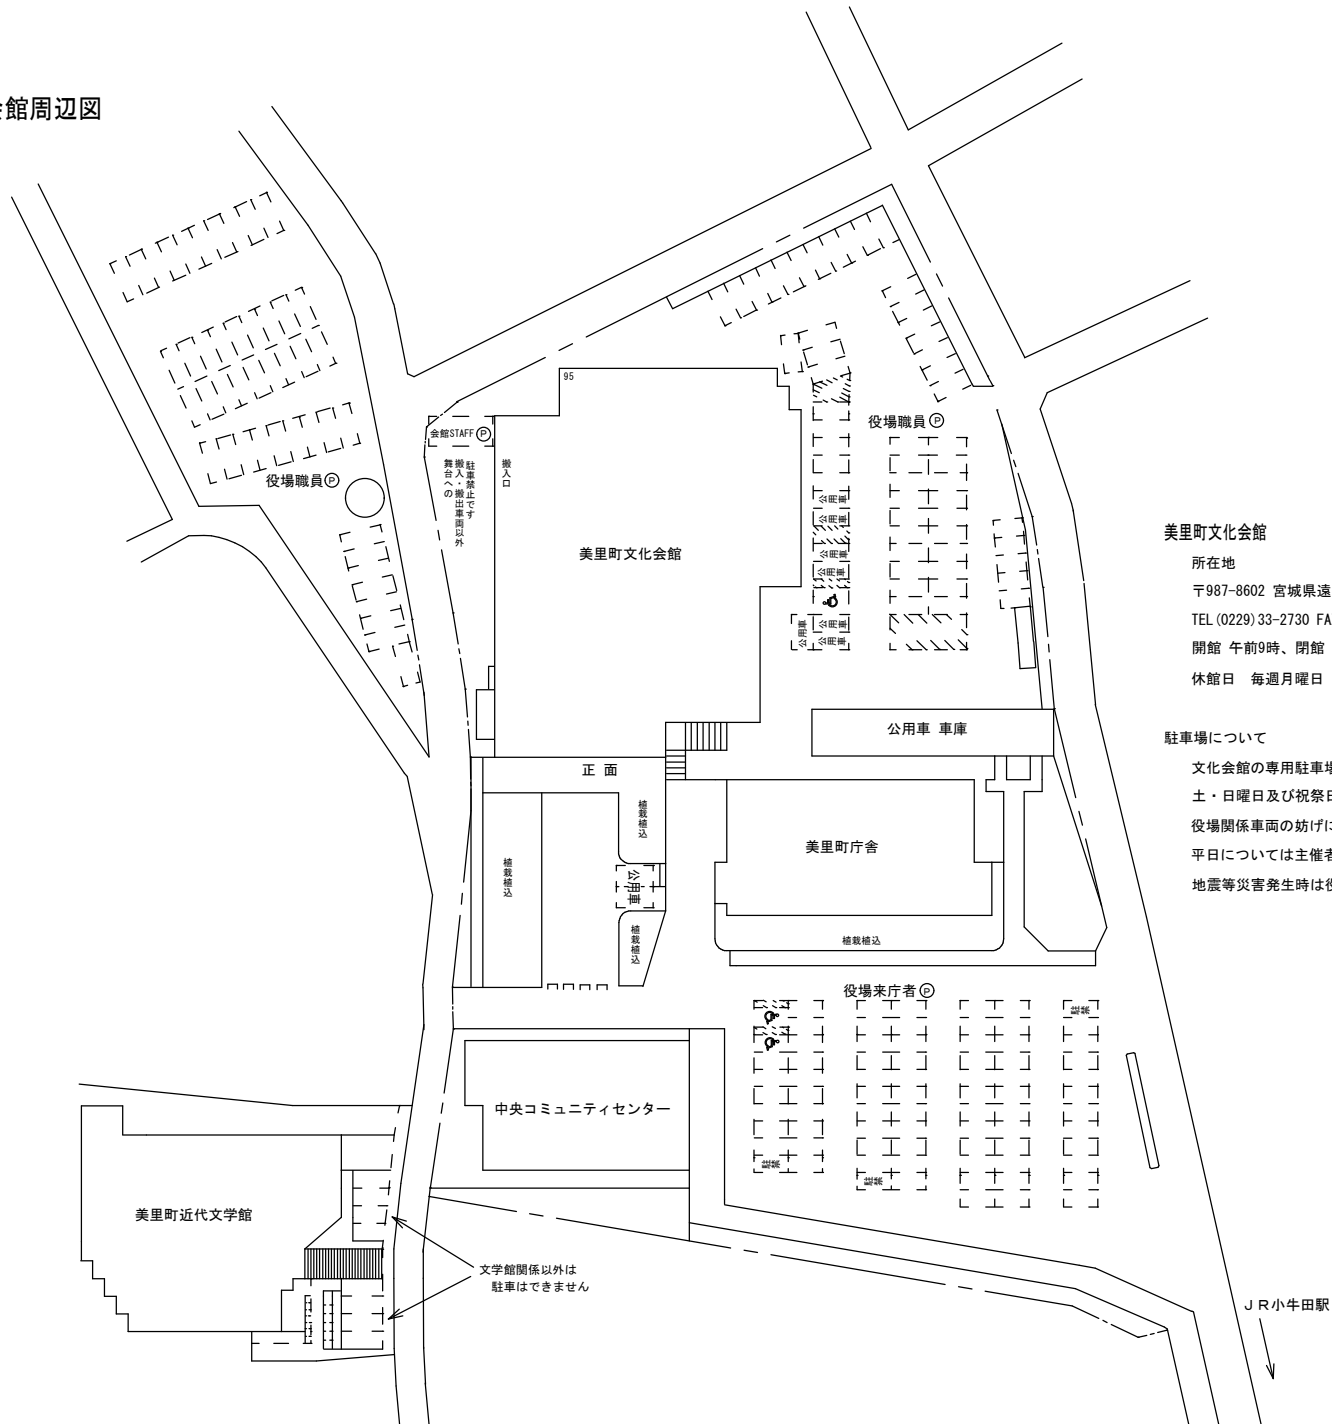 会館周辺図
95
会館STAFF Ⓟ
駐車禁止です
搬入・搬出車両以外
舞台への
搬入口
役場職員Ⓟ
役場職員Ⓟ
美里町文化会館
公用車
公用車
公用車
公用車
公用車
公用車
公用車
公用車 車庫
正 面
植栽植込
植栽植込
公用車
植栽植込
美里町庁舎
植栽植込
役場来庁者Ⓟ
駐禁
駐禁
駐禁
中央コミュニティセンター
美里町近代文学館
文学館関係以外は
駐車はできません
ＪＲ小牛田駅
美里町文化会館
所在地
〒987-8602 宮城県遠
TEL(0229)33-2730 FA
開館 午前9時、閉館
休館日 毎週月曜日
駐車場について
文化会館の専用駐車場
土・日曜日及び祝祭日
役場関係車両の妨げに
平日については主催者
地震等災害発生時は役